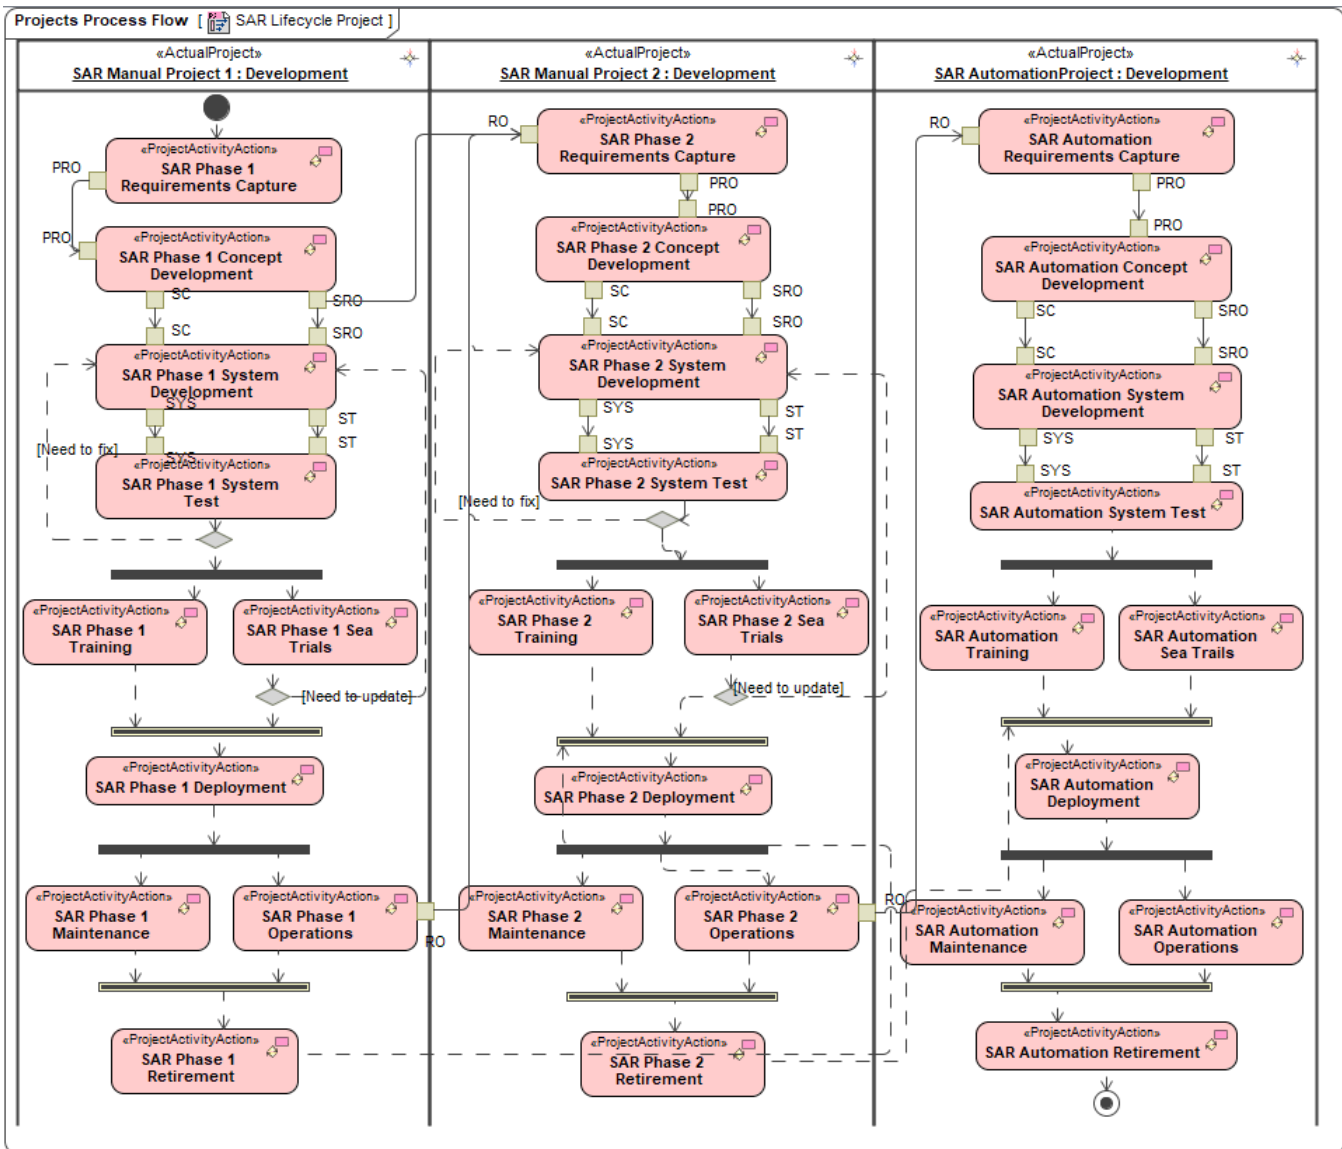 Projects Process Flow [ SAR Lifecycle Project ]
«ActualProject»
SAR Manual Project 1 : Development
«ActualProject»
SAR Manual Project 2 : Development
«ActualProject»
SAR AutomationProject : Development
«ProjectActivityAction»
SAR Phase 1
Requirements Capture
PRO
PRO
«ProjectActivityAction»
SAR Phase 1 Concept
Development
SC
SRO
SC
SRO
«ProjectActivityAction»
SAR Phase 1 System
Development
SYS
ST
ST
[Need to fix]
SYS
«ProjectActivityAction»
SAR Phase 1 System
Test
«ProjectActivityAction»
SAR Phase 1
Training
«ProjectActivityAction»
SAR Phase 1 Sea
Trials
[Need to update]
«ProjectActivityAction»
SAR Phase 1 Deployment
«ProjectActivityAction»
SAR Phase 1
Maintenance
«ProjectActivityAction»
SAR Phase 1
Operations
RO
«ProjectActivityAction»
SAR Phase 1
Retirement
RO
«ProjectActivityAction»
SAR Phase 2
Requirements Capture
PRO
PRO
«ProjectActivityAction»
SAR Phase 2 Concept
Development
SC
SRO
SC
SRO
«ProjectActivityAction»
SAR Phase 2 System
Development
SYS
ST
SYS
ST
«ProjectActivityAction»
SAR Phase 2 System Test
[Need to fix]
«ProjectActivityAction»
SAR Phase 2
Training
«ProjectActivityAction»
SAR Phase 2 Sea
Trials
[Need to update]
«ProjectActivityAction»
SAR Phase 2 Deployment
«ProjectActivityAction»
SAR Phase 2
Maintenance
«ProjectActivityAction»
SAR Phase 2
Operations
RO
«ProjectActivityAction»
SAR Phase 2
Retirement
RO
«ProjectActivityAction»
SAR Automation
Requirements Capture
PRO
PRO
«ProjectActivityAction»
SAR Automation Concept
Development
SC
SRO
SC
SRO
«ProjectActivityAction»
SAR Automation System
Development
SYS
ST
SYS
ST
«ProjectActivityAction»
SAR Automation System Test
«ProjectActivityAction»
SAR Automation
Training
«ProjectActivityAction»
SAR Automation
Sea Trails
«ProjectActivityAction»
SAR Automation
Deployment
«ProjectActivityAction»
SAR Automation
Maintenance
«ProjectActivityAction»
SAR Automation
Operations
«ProjectActivityAction»
SAR Automation Retirement